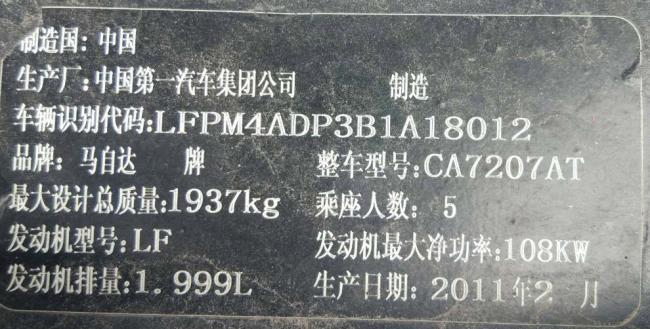 制造国: 中国
生产厂: 中国第一汽车集团公司 制造
车辆识别代码: LFPM4ADP3B1A18012
品牌: 马自达 牌 整车型号: CA7207AT
最大设计总质量: 1937kg 乘座人数: 5
发动机型号: LF 发动机最大净功率: 108KW
发动机排量: 1.999L 生产日期: 2011年2 月